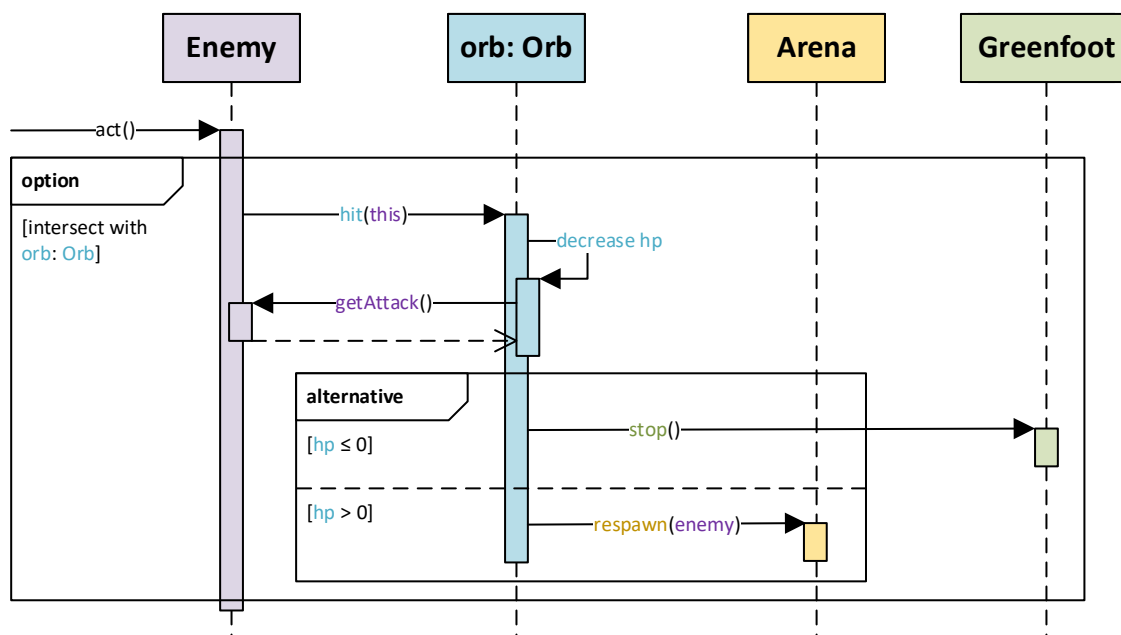 Enemy
orb: Orb
Arena
Greenfoot
act()
option
[intersect with
orb: Orb]
hit(this)
decrease hp
getAttack()
alternative
[hp ≤ 0]
stop()
[hp > 0]
respawn(enemy)